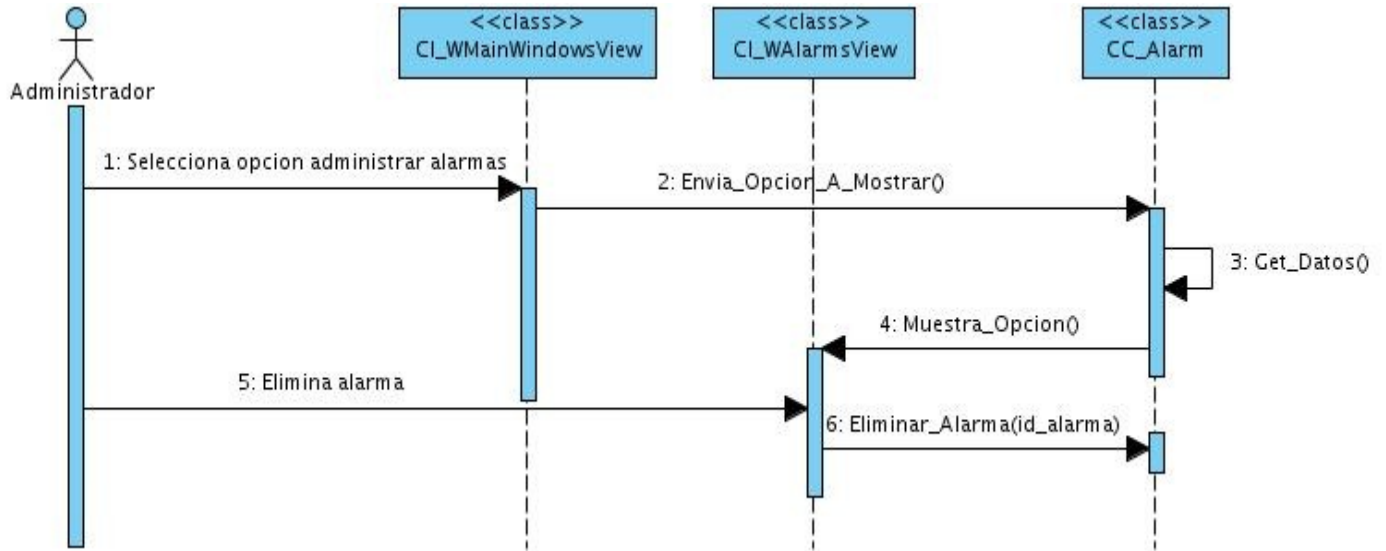 <<class>>
CI_WMainWindowsView
<<class>>
CI_WAlarmsView
<<class>>
CC_Alarm
Administrador
1: Selecciona opcion administrar alarmas
2: Envia_Opcion_A_Mostrar()
3: Get_Datos()
4: Muestra_Opcion()
5: Elimina alarma
6: Eliminar_Alarma(id_alarma)